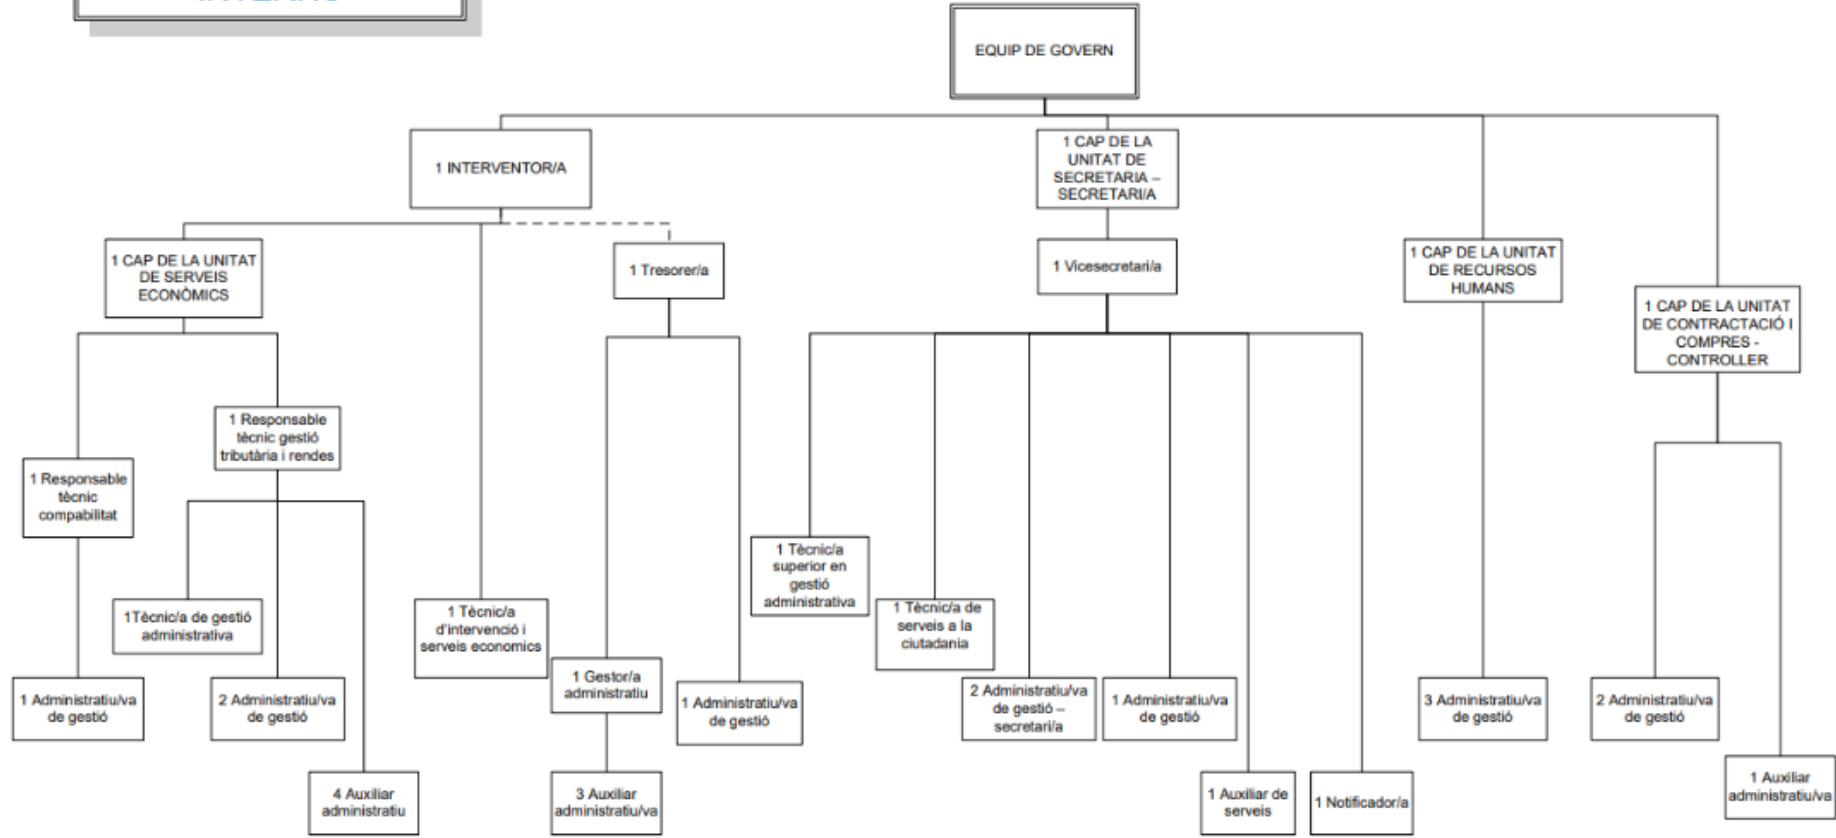 EQUIP DE GOVERN
1 INTERVENTOR/A
1 CAP DE LA
UNITAT DE
SECRETARIA –
SECRETARI/A
1 CAP DE LA UNITAT
DE SERVEIS
ECONÒMICS
1 Tresorer/a
1 Vicesecretari/a
1 CAP DE LA UNITAT
DE RECURSOS
HUMANS
1 CAP DE LA UNITAT
DE CONTRACTACIÓ I
COMPRES -
CONTROLLER
1 Responsable
tècnic gestió
tributària i rendes
1 Responsable
tècnic
compabilitat
1 Tècnic/a
superior en
gestió
administrativa
1Tècnic/a de gestió
administrativa
1 Tècnic/a
d'intervenció i
serveis economics
1 Tècnic/a de
serveis a la
ciutadania
1 Gestor/a
administratiu
1 Administratiu/va
de gestió
2 Administratiu/va
de gestió
1 Administratiu/va
de gestió
2 Administratiu/va
de gestió –
secretari/a
1 Administratiu/va
de gestió
3 Administratiu/va
de gestió
2 Administratiu/va
de gestió
4 Auxiliar
administratiu
3 Auxiliar
administratiu/va
1 Auxiliar de
serveis
1 Notificador/a
1 Auxiliar
administratiu/va